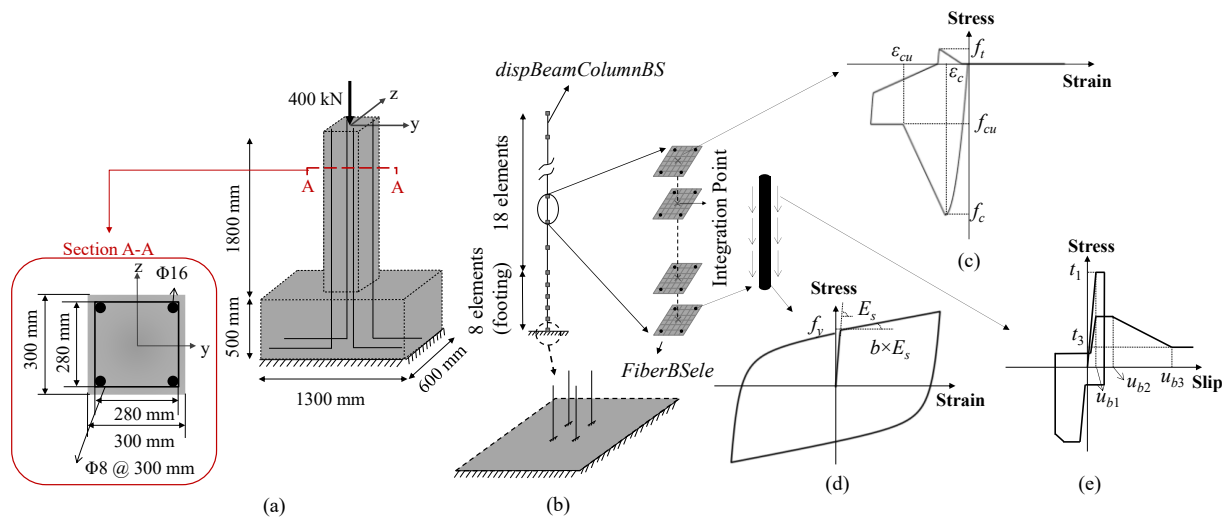 400 kN
z
y
A
A
1800 mm
500 mm
1300 mm
600 mm
Section A-A
z
Φ16
y
300 mm
280 mm
280 mm
300 mm
Φ8 @ 300 mm
(a)
dispBeamColumnBS
18 elements
8 elements
(footing)
Integration Point
FiberBSele
(b)
Stress
f_t
ε_cu
ε_c
Strain
f_cu
f_c
(c)
Stress
E_s
f_y
b×E_s
Strain
(d)
Stress
t_1
t_3
u_b1
u_b2
u_b3
Slip
(e)